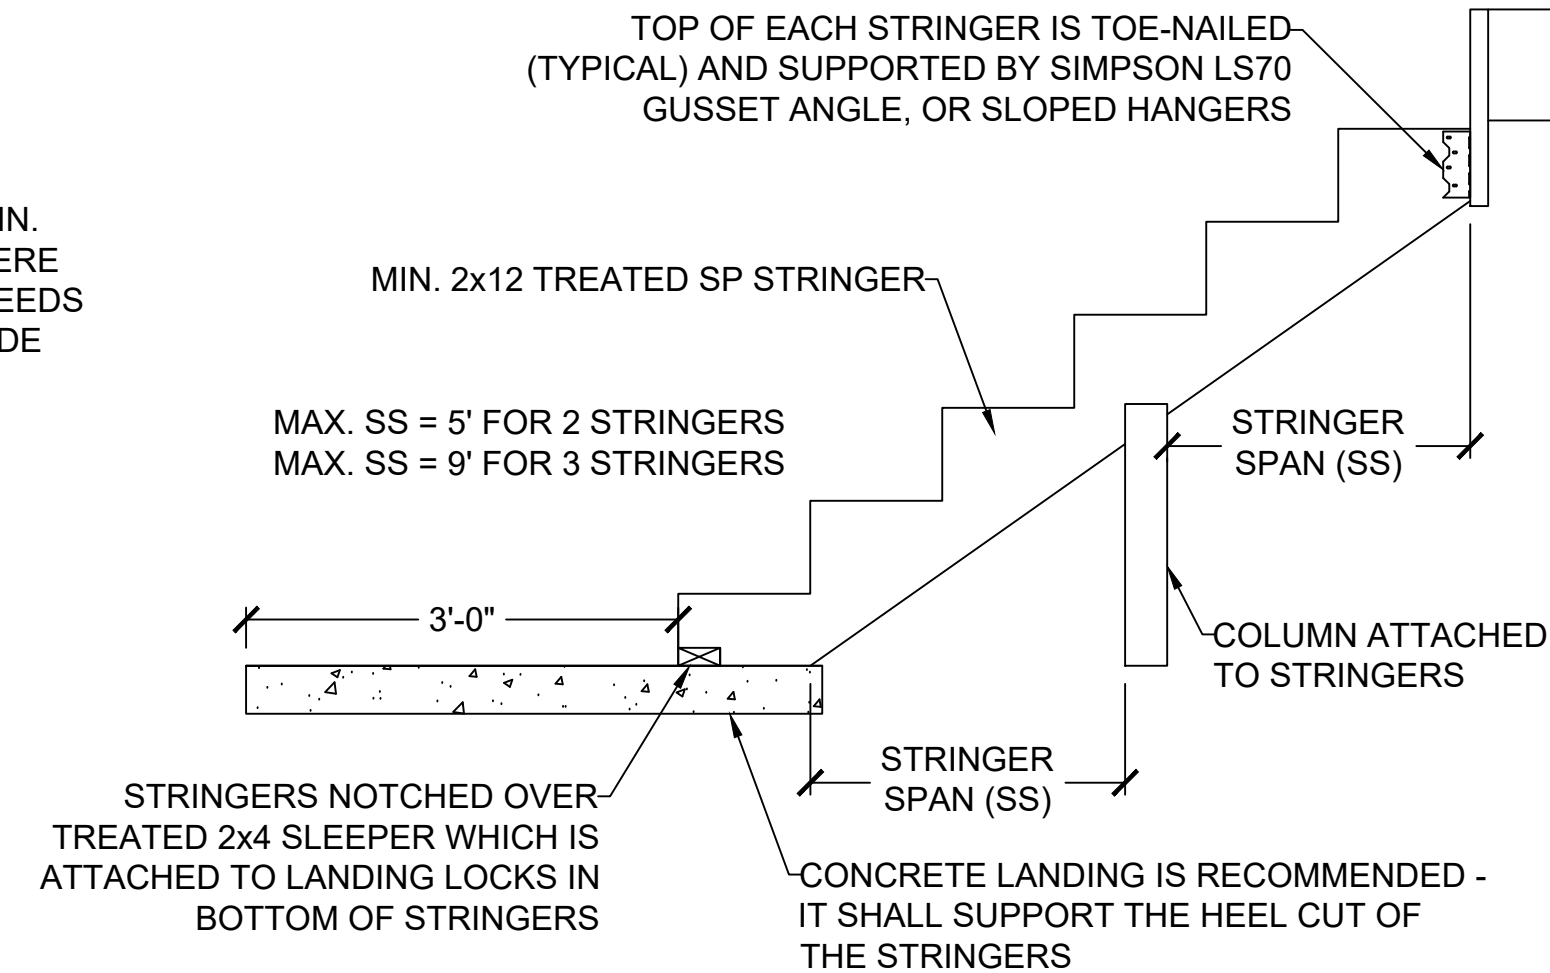 TOP OF EACH STRINGER IS TOE-NAILED
(TYPICAL) AND SUPPORTED BY SIMPSON LS70
GUSSET ANGLE, OR SLOPED HANGERS
MIN. 2x12 TREATED SP STRINGER
MAX. SS = 5' FOR 2 STRINGERS
MAX. SS = 9' FOR 3 STRINGERS
STRINGER
SPAN (SS)
3'-0"
COLUMN ATTACHED
TO STRINGERS
STRINGER
SPAN (SS)
STRINGERS NOTCHED OVER
TREATED 2x4 SLEEPER WHICH IS
ATTACHED TO LANDING LOCKS IN
BOTTOM OF STRINGERS
CONCRETE LANDING IS RECOMMENDED -
IT SHALL SUPPORT THE HEEL CUT OF
THE STRINGERS